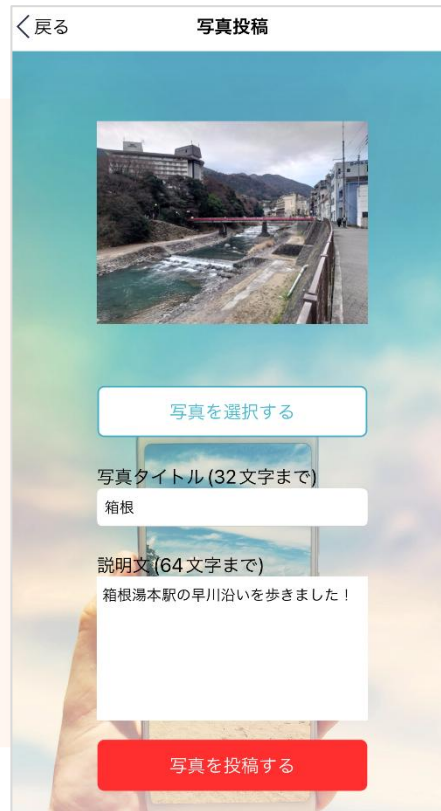 戻る
写真投稿
写真を選択する
写真タイトル(32文字まで)
箱根
説明文(64文字まで)
箱根湯本駅の早川沿いを歩きました！
写真を投稿する